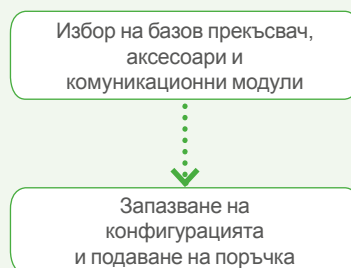 Избор на базов прекъсвач,
аксесоари и
комуникационни модули
Запазване на
конфигурацията
и подаване на поръчка